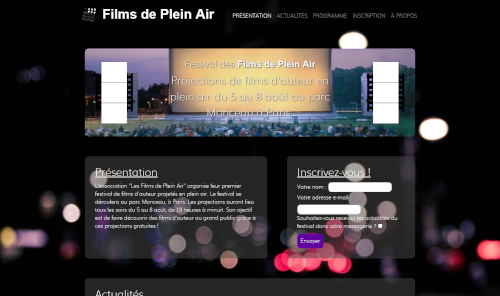 Films de Plein Air
PRÉSENTATION ACTUALITÉS PROGRAMME INSCRIPTION A PROPOS
Festival des Films de Plein Air
Projections de films d'auteur en
plein air du 5 au 8 août au parc
Monceau à Paris.
Présentation
L'association "Les Films de Plein Air" organise leur premier
festival de films d'auteur projetés en plein air. Le festival se
déroulera au parc Monceau, à Paris. Les projections auront lieu
tous les soirs du 5 au 8 août, de 18 heures à minuit. Son ojectif
est de faire découvrir des films d'auteur au grand public grâce à
ces projections gratuites !
Inscrivez-vous !
Votre nom :
Votre adresse e-mail :
Souhaitez-vous recevoir les actualités du
festival dans votre messagerie ?
Envoyer
Actualités